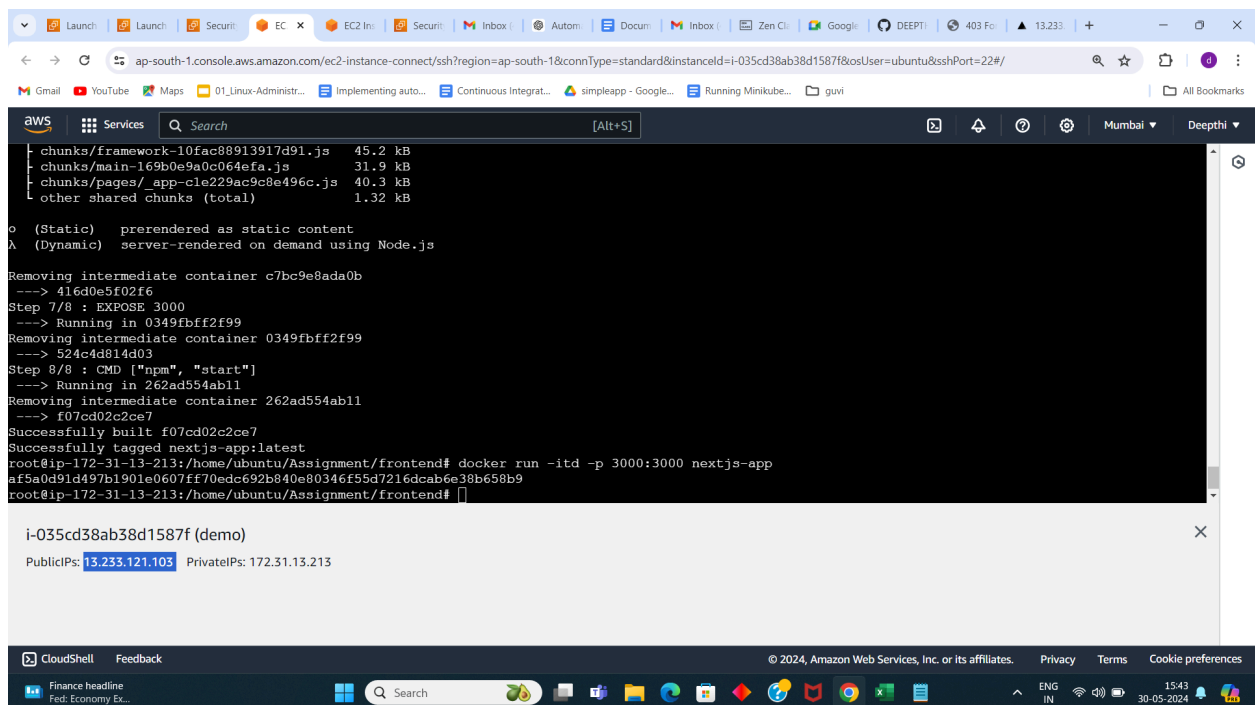 Launch
Launch
Securit
EC
EC2 Ins
Securit
Inbox (
Autom
Docum
Inbox (
Zen Cla
Google
DEEPTI
403 For
13.233.
ap-south-1.console.aws.amazon.com/ec2-instance-connect/ssh?region=ap-south-1&connType=standard&instanceId=i-035cd38ab38d1587f&osUser=ubuntu&sshPort=22#/
d
Gmail YouTube Maps 01_Linux-Administr... Implementing auto... Continuous Integrat... simpleapp - Google... Running Minikube... guvi All Bookmarks
aws Services Search [Alt+S] Mumbai ▼ Deepthi ▼
├ chunks/framework-10fac88913917d91.js 45.2 kB
├ chunks/main-169b0e9a0c064efa.js 31.9 kB
├ chunks/pages/_app-c1e229ac9c8e496c.js 40.3 kB
└ other shared chunks (total) 1.32 kB
o (Static) prerendered as static content
λ (Dynamic) server-rendered on demand using Node.js
Removing intermediate container c7bc9e8ada0b
---> 416d0e5f02f6
Step 7/8 : EXPOSE 3000
---> Running in 0349fbff2f99
Removing intermediate container 0349fbff2f99
---> 524c4d814d03
Step 8/8 : CMD ["npm", "start"]
---> Running in 262ad554ab11
Removing intermediate container 262ad554ab11
---> f07cd02c2ce7
Successfully built f07cd02c2ce7
Successfully tagged nextjs-app:latest
root@ip-172-31-13-213:/home/ubuntu/Assignment/frontend# docker run -itd -p 3000:3000 nextjs-app
af5a0d91d497b1901e0607ff70edc692b840e80346f55d7216dcab6e38b658b9
root@ip-172-31-13-213:/home/ubuntu/Assignment/frontend#
i-035cd38ab38d1587f (demo)
PublicIPs: 13.233.121.103 PrivateIPs: 172.31.13.213
CloudShell Feedback © 2024, Amazon Web Services, Inc. or its affiliates. Privacy Terms Cookie preferences
Finance headline
Fed: Economy Ex...
Search
ENG
IN
15:43
30-05-2024